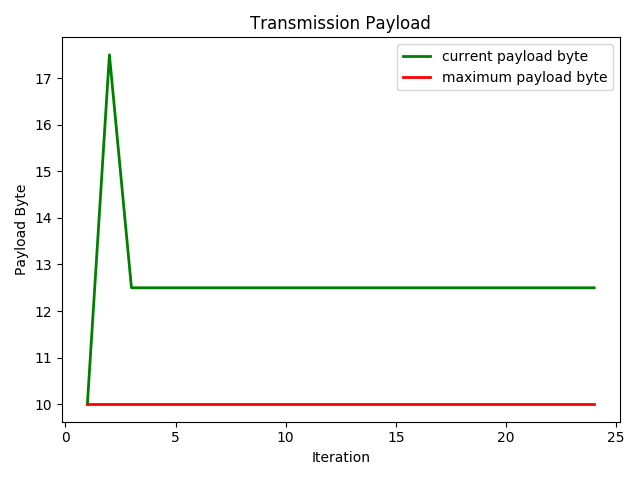 Transmission Payload
current payload byte
maximum payload byte
Payload Byte
17
16
15
14
13
12
11
10
0 5 10 15 20 25
Iteration